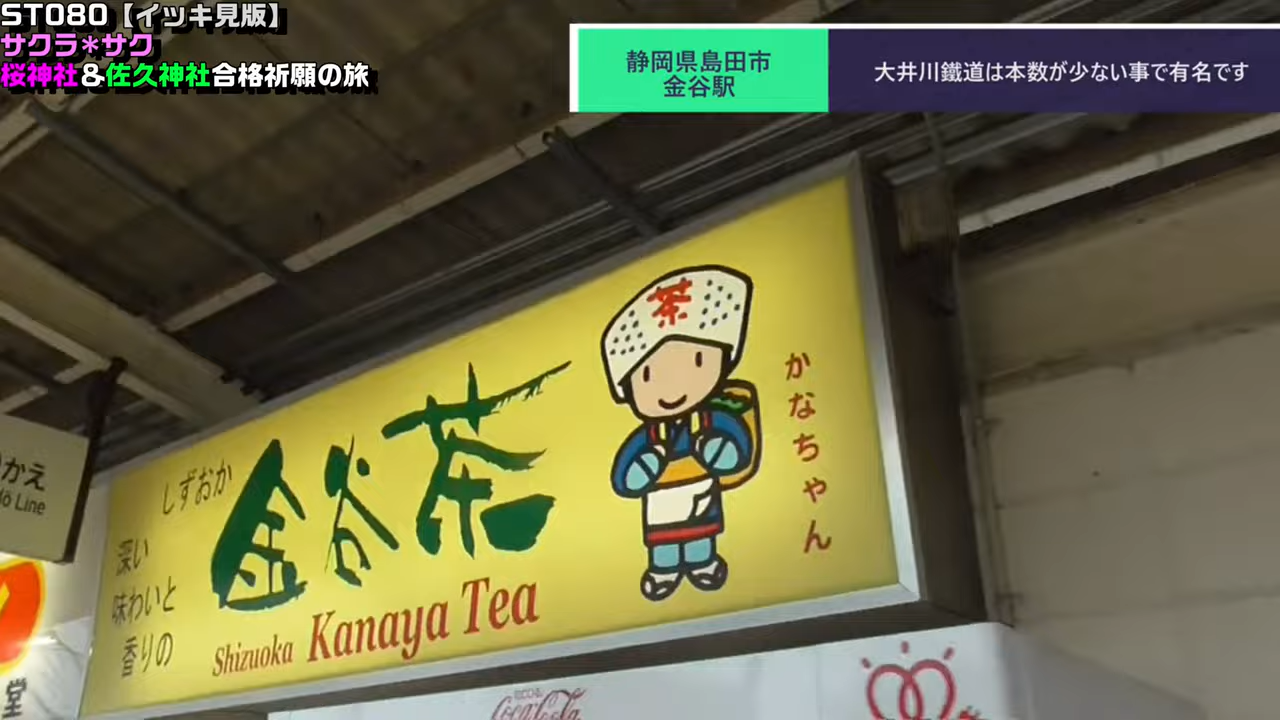 ST080【イッキ見版】
サクラ*サク
桜神社&佐久神社合格祈願の旅
静岡県島田市
金谷駅
大井川鐵道は本数が少ない事で有名です
茶
かなちゃん
しずおか
金谷茶
深い
味わいと
香りの
Shizuoka Kanaya Tea
かえ
Line
堂
Coca-Cola